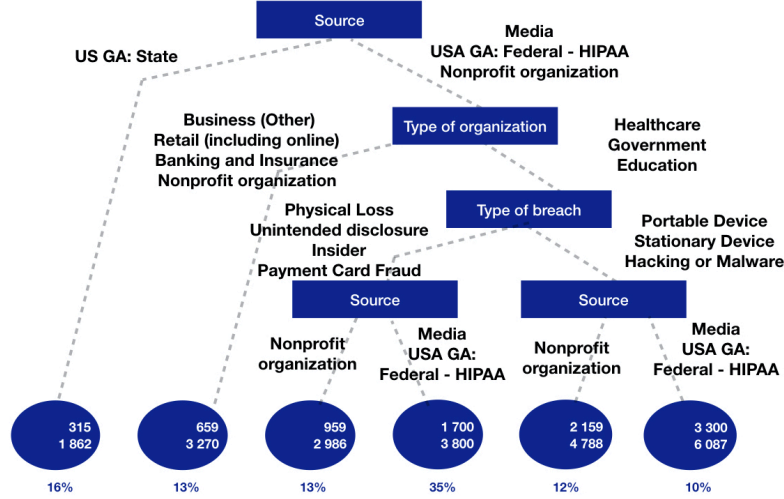 Source
US GA: State
Media
USA GA: Federal - HIPAA
Nonprofit organization
Type of organization
Business (Other)
Retail (including online)
Banking and Insurance
Nonprofit organization
Healthcare
Government
Education
Type of breach
Physical Loss
Unintended disclosure
Insider
Payment Card Fraud
Portable Device
Stationary Device
Hacking or Malware
Source
Source
Nonprofit
organization
Media
USA GA:
Federal - HIPAA
Nonprofit
organization
Media
USA GA:
Federal - HIPAA
315
1 862
659
3 270
959
2 986
1 700
3 800
2 159
4 788
3 300
6 087
16%
13%
13%
35%
12%
10%